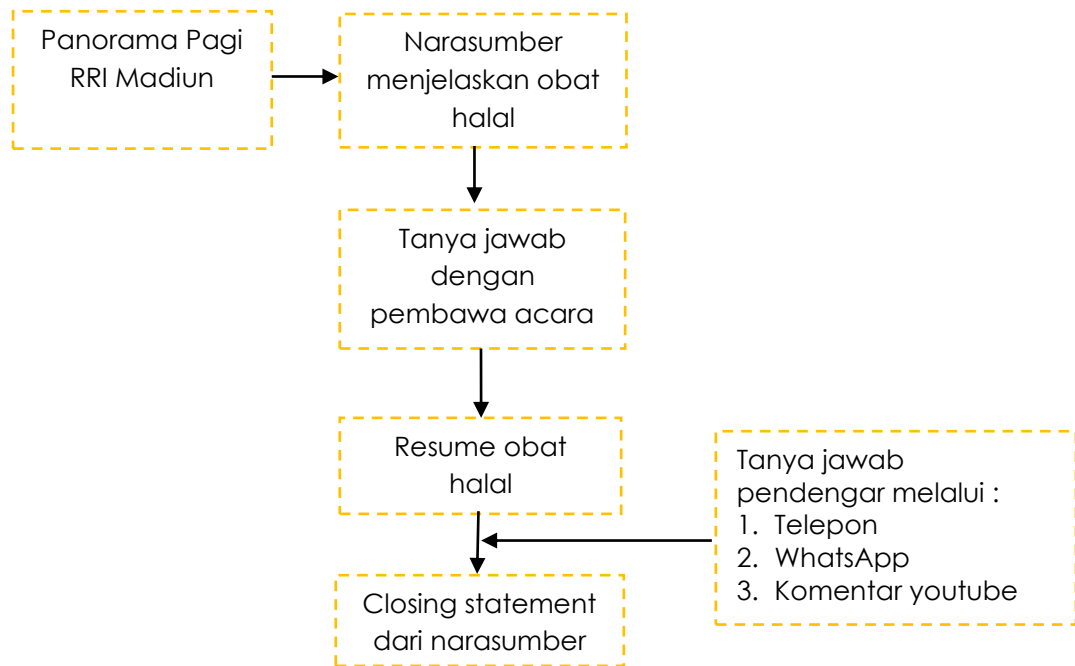 Panorama Pagi
RRI Madiun
Narasumber
menjelaskan obat
halal
Tanya jawab
dengan
pembawa acara
Resume obat
halal
Tanya jawab
pendengar melalui :
1. Telepon
2. WhatsApp
3. Komentar youtube
Closing statement
dari narasumber